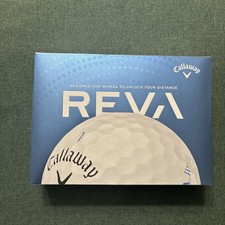 Callaway
DESIGNED FOR WOMEN TO UNLOCK YOUR DISTANCE
REVA
Callaway